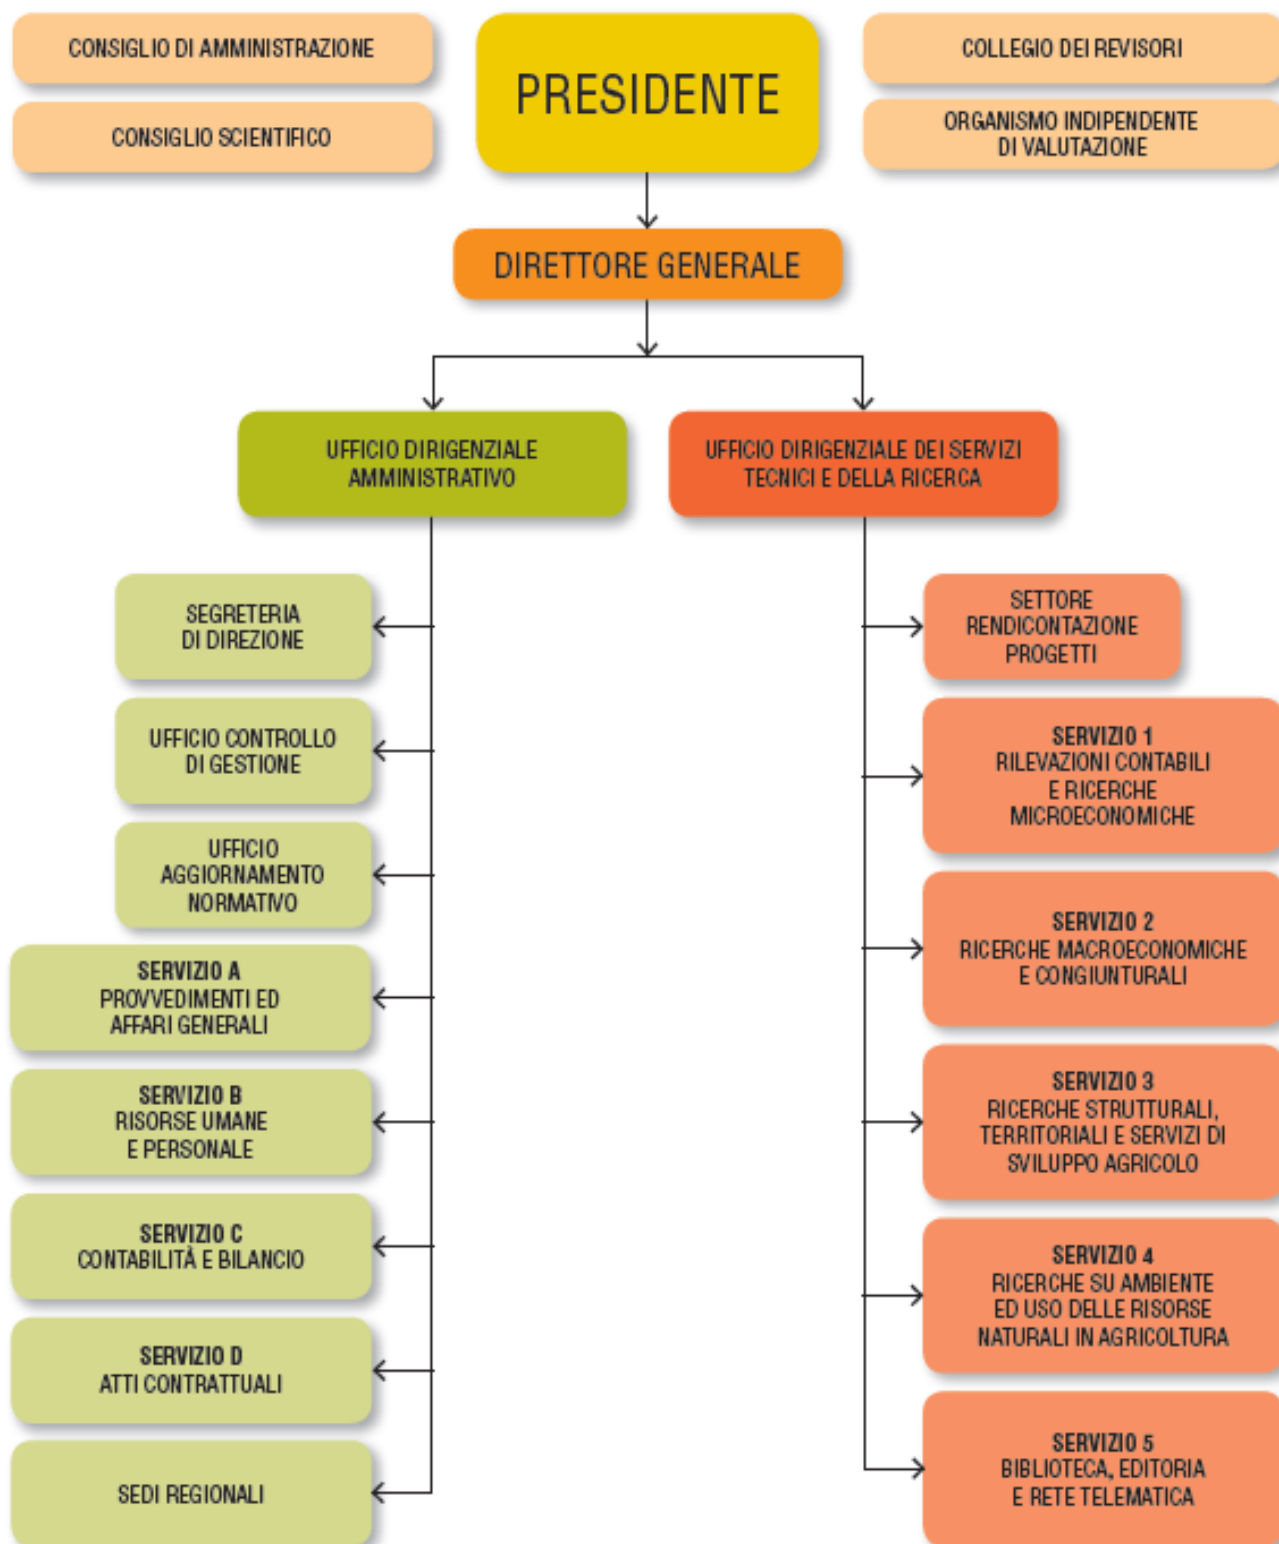 CONSIGLIO DI AMMINISTRAZIONE
CONSIGLIO SCIENTIFICO
PRESIDENTE
COLLEGIO DEI REVISORI
ORGANISMO INDIPENDENTE
DI VALUTAZIONE
DIRETTORE GENERALE
UFFICIO DIRIGENZIALE
AMMINISTRATIVO
UFFICIO DIRIGENZIALE DEI SERVIZI
TECNICI E DELLA RICERCA
SEGRETERIA
DI DIREZIONE
UFFICIO CONTROLLO
DI GESTIONE
UFFICIO
AGGIORNAMENTO
NORMATIVO
SERVIZIO A
PROVVEDIMENTI ED
AFFARI GENERALI
SERVIZIO B
RISORSE UMANE
E PERSONALE
SERVIZIO C
CONTABILITÀ E BILANCIO
SERVIZIO D
ATTI CONTRATTUALI
SEDI REGIONALI
SETTORE
RENDICONTAZIONE
PROGETTI
SERVIZIO 1
RILEVAZIONI CONTABILI
E RICERCHE
MICROECONOMICHE
SERVIZIO 2
RICERCHE MACROECONOMICHE
E CONGIUNTURALI
SERVIZIO 3
RICERCHE STRUTTURALI,
TERRITORIALI E SERVIZI DI
SVILUPPO AGRICOLO
SERVIZIO 4
RICERCHE SU AMBIENTE
ED USO DELLE RISORSE
NATURALI IN AGRICOLTURA
SERVIZIO 5
BIBLIOTECA, EDITORIA
E RETE TELEMATICA